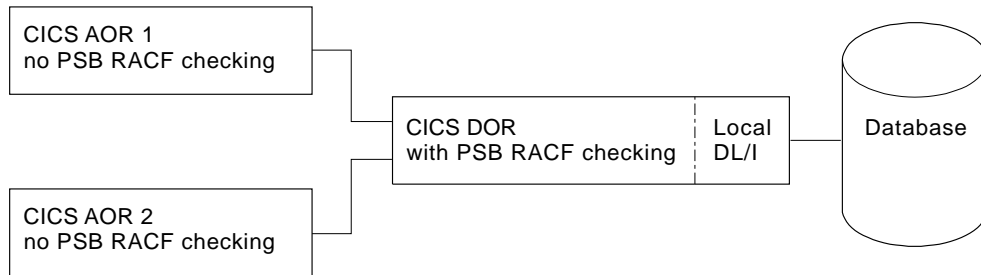 CICS AOR 1
no PSB RACF checking
CICS DOR
with PSB RACF checking
Local
DL/I
Database
CICS AOR 2
no PSB RACF checking